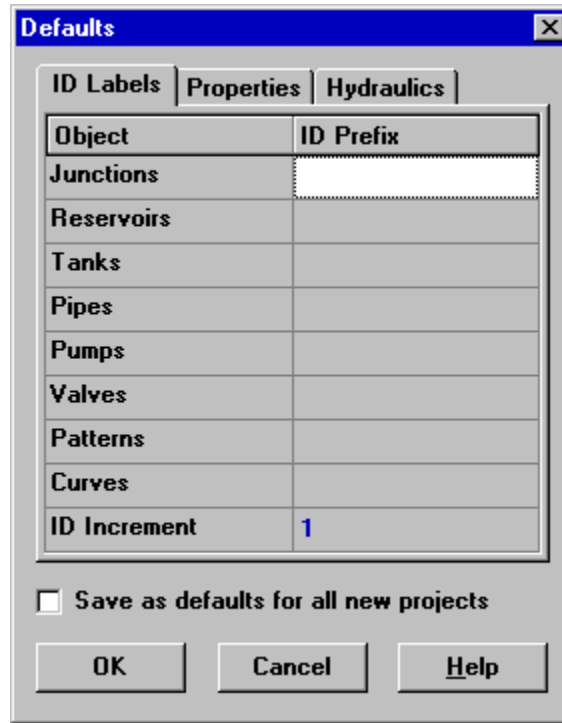 Defaults
ID Labels Properties Hydraulics
Object ID Prefix
Junctions
Reservoirs
Tanks
Pipes
Pumps
Valves
Patterns
Curves
ID Increment 1
Save as defaults for all new projects
OK Cancel Help